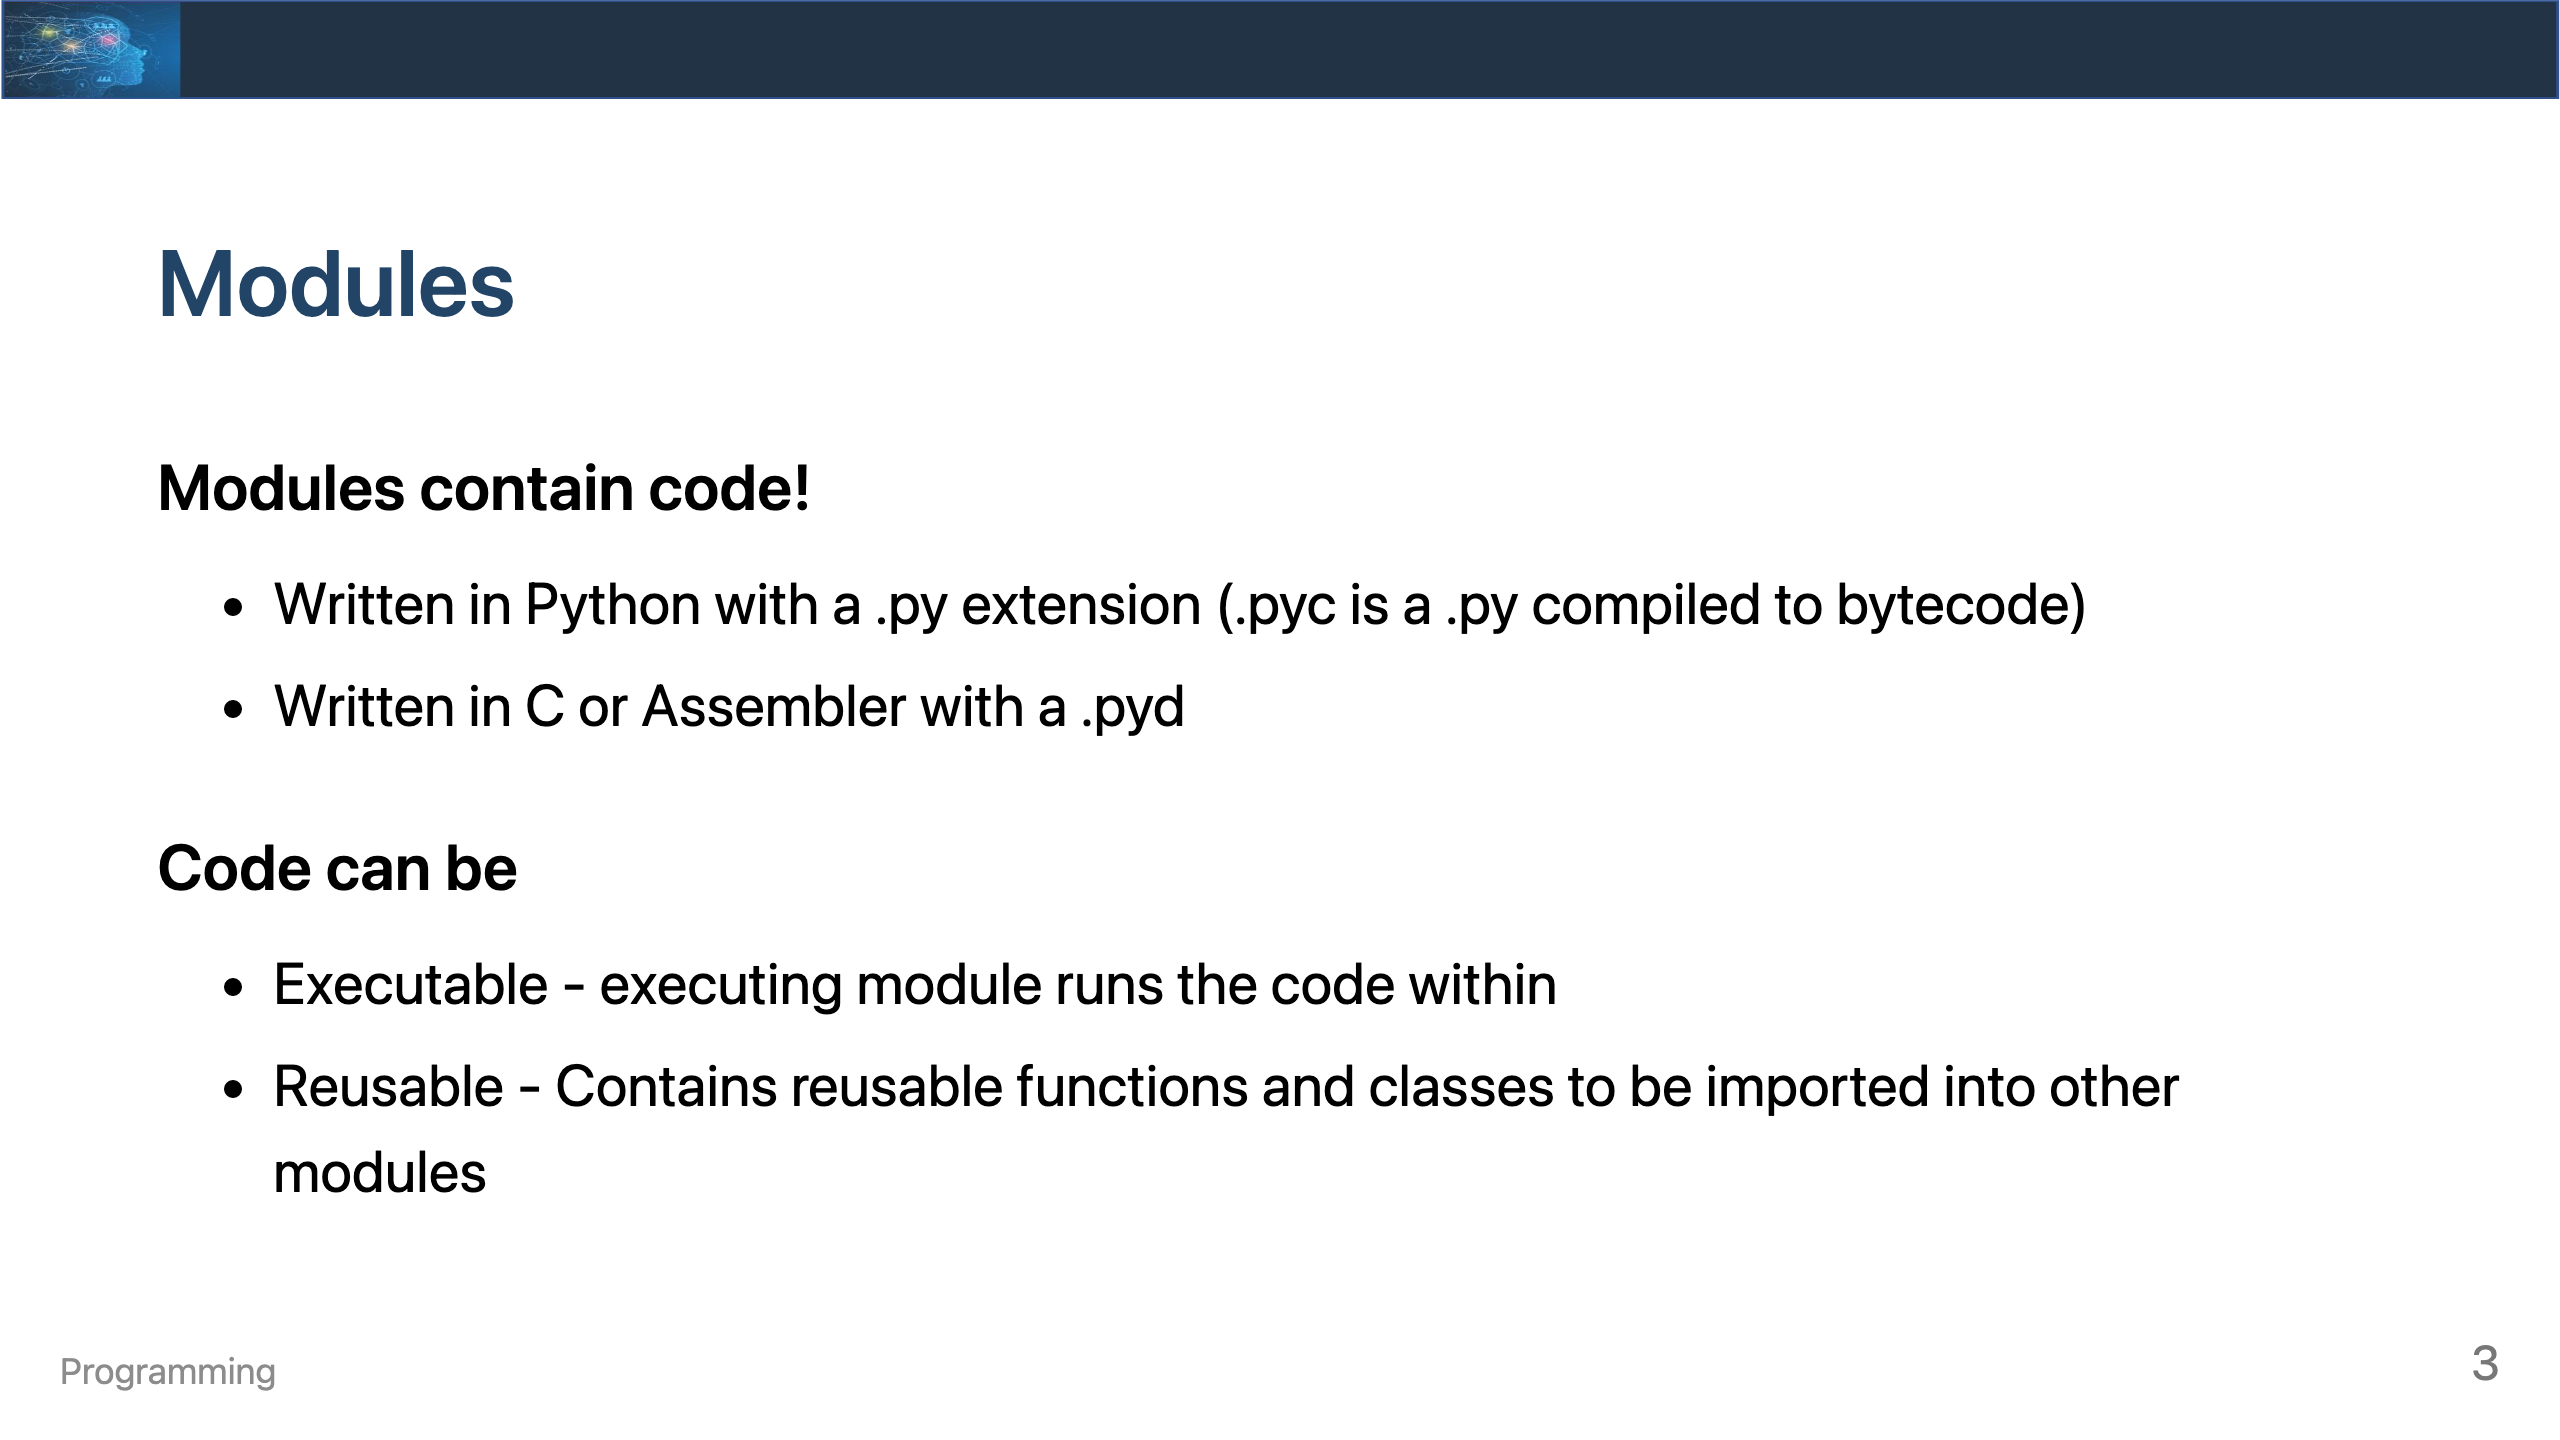 Modules
Modules contain code!
• Written in Python with a .py extension (.pyc is a .py compiled to bytecode)
• Written in C or Assembler with a .pyd
Code can be
• Executable - executing module runs the code within
• Reusable - Contains reusable functions and classes to be imported into other
modules
Programming
3